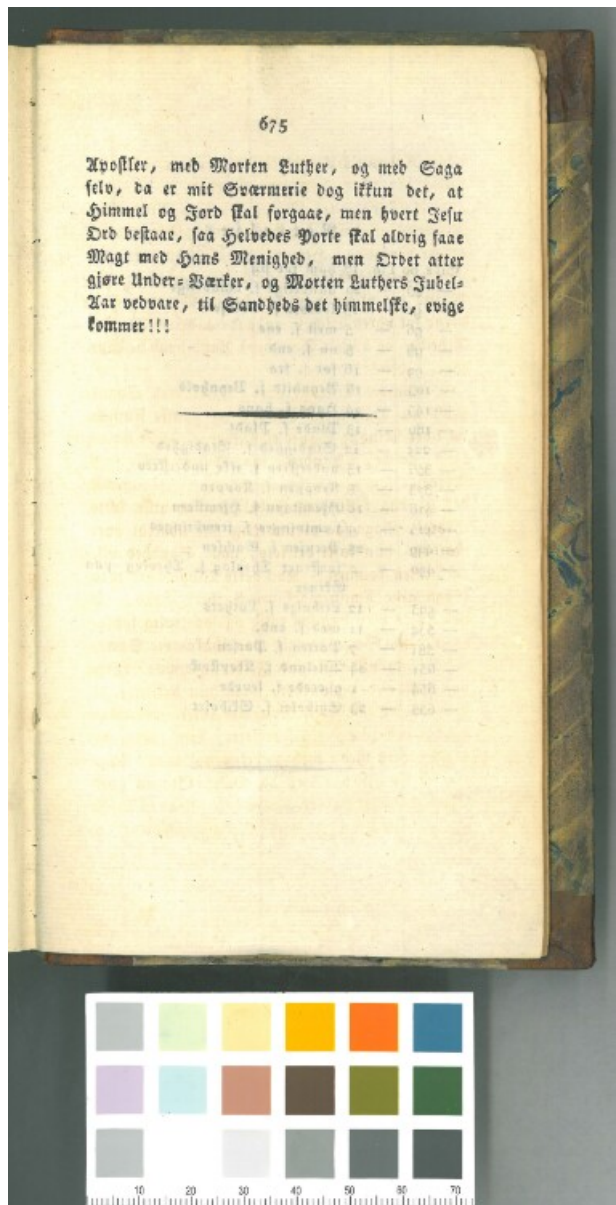 675
Apostler, med Morten Luther, og med Saga
selv, da er mit Sværmerie dog ikkun det, at
Himmel og Jord skal forgaae, men hvert Jesu
Ord bestaae, saa Helvedes Porte skal aldrig faae
Magt med Hans Menighed, men Ordet atter
gjøre Under-Værker, og Morten Luthers Jubel-
Aar vedvare, til Sandheds det himmelske, evige
kommer!!!
10 20 30 40 50 60 70